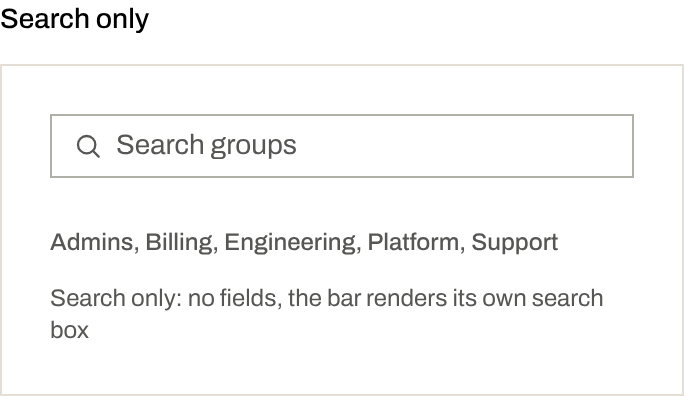 Search only
Search groups
Admins, Billing, Engineering, Platform, Support
Search only: no fields, the bar renders its own search
box